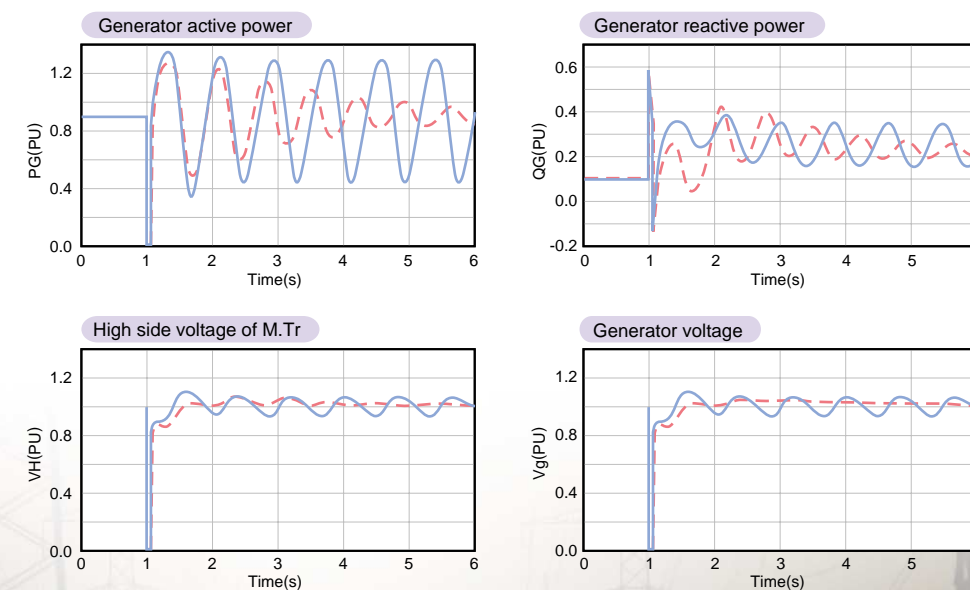 Generator active power
PG(PU)
1.2
0.8
0.4
0.0
0 1 2 3 4 5 6
Time(s)
Generator reactive power
QG(PU)
0.6
0.4
0.2
0.0
-0.2
0 1 2 3 4 5
Time(s)
High side voltage of M.Tr
VH(PU)
1.2
0.8
0.4
0.0
0 1 2 3 4 5 6
Time(s)
Generator voltage
Vg(PU)
1.2
0.8
0.4
0.0
0 1 2 3 4 5
Time(s)